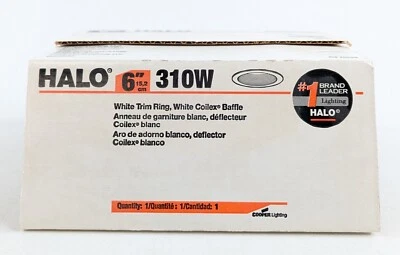 HALO® 6" 15.2 cm 310W
#1 BRAND LEADER
Lighting
HALO®
White Trim Ring, White Coilex® Baffle
Anneau de garniture blanc, déflecteur
Coilex® blanc
Aro de adorno blanco, deflector
Coilex® blanco
Quantity: 1/Quantité: 1/Cantidad: 1
COOPER Lighting